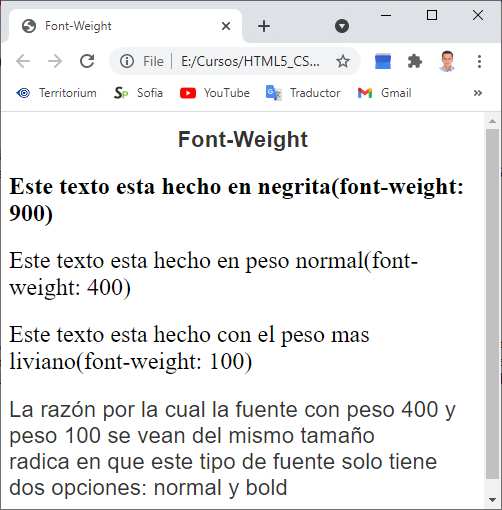 Font-Weight
File | E:/Cursos/HTML5_CS...
Territorium Sofia YouTube Traductor Gmail »
Font-Weight
Este texto esta hecho en negrita(font-weight:
900)
Este texto esta hecho en peso normal(font-
weight: 400)
Este texto esta hecho con el peso mas
liviano(font-weight: 100)
La razón por la cual la fuente con peso 400 y
peso 100 se vean del mismo tamaño
radica en que este tipo de fuente solo tiene
dos opciones: normal y bold